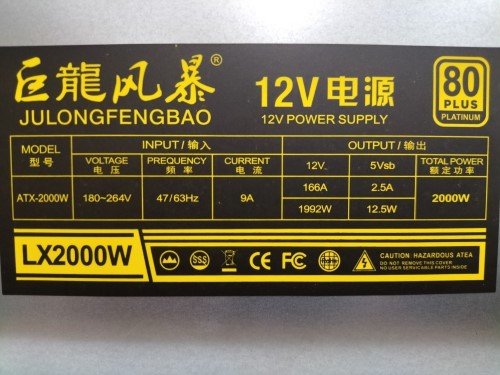 巨龍风暴®
JULONGFENGBAO
12V电源
12V POWER SUPPLY
80
PLUS
PLATINUM
MODEL
型号
INPUT/输入
OUTPUT/输出
VOLTAGE
电压
PREQUENCY
频率
CURRENT
电流
12V.
5Vsb
TOTAL POWER
额定功率
ATX-2000W
180~264V
47/63Hz
9A
166A
2.5A
2000W
1992W
12.5W
LX2000W
SSS
CE FC
CAUTION HAZARDOUS ATEA
DO NOT REMOVE THIS COVER
NO USER SERVICABLE PARTS INSIDE